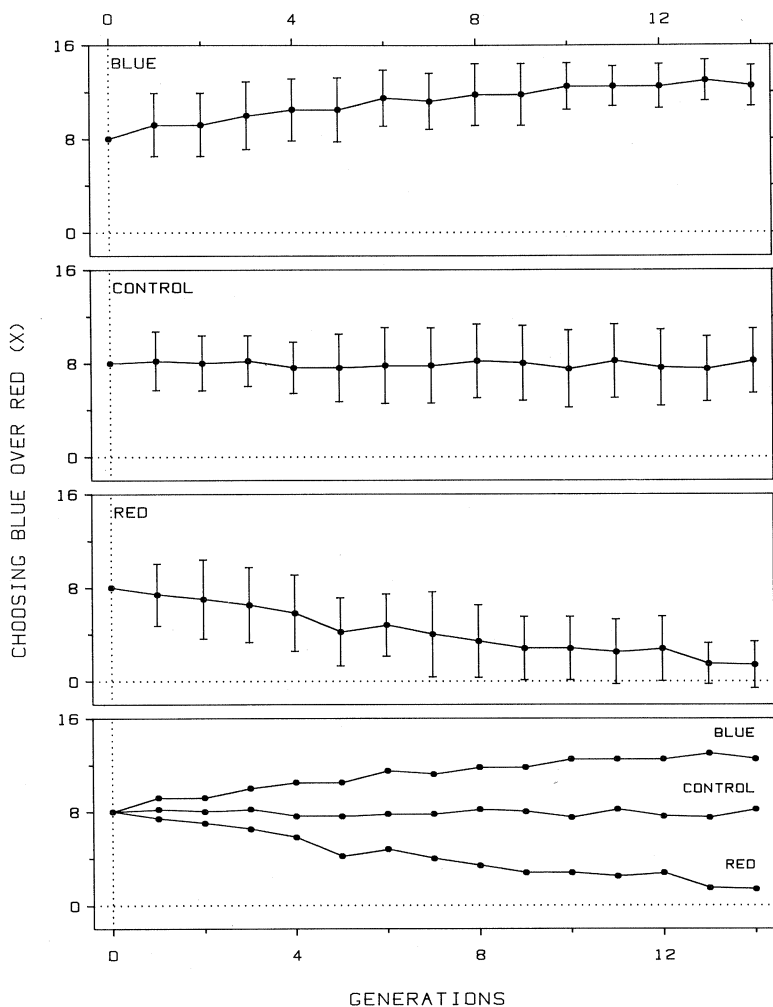 0 4 8 12
16
BLUE
8
0
16
CONTROL
8
0
CHOOSING BLUE OVER RED (X)
16
RED
8
0
16
BLUE
CONTROL
8
RED
0
0 4 8 12
GENERATIONS